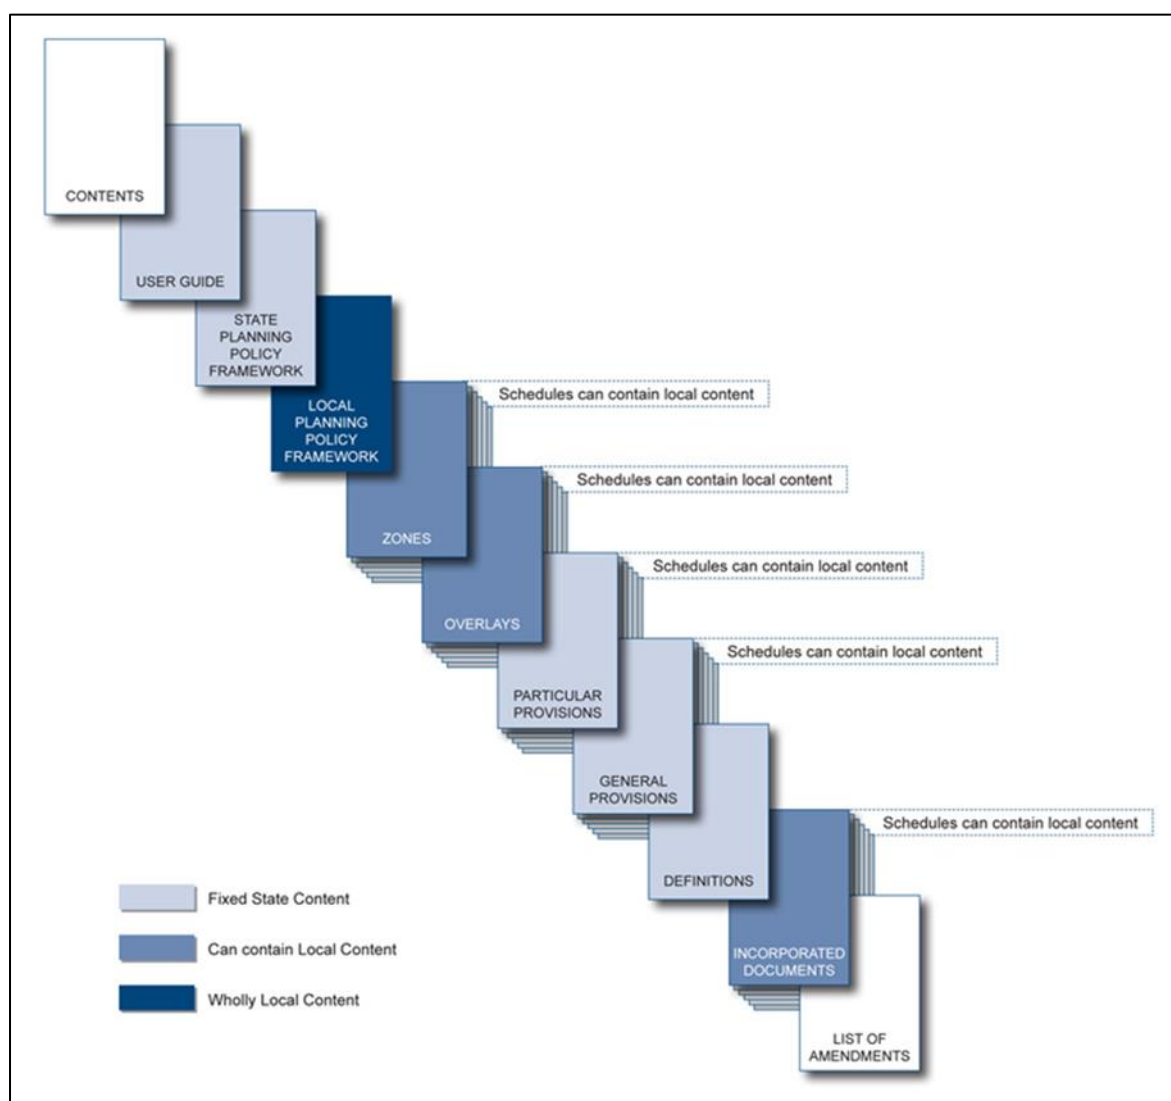 CONTENTS
USER GUIDE
STATE
PLANNING
POLICY
FRAMEWORK
LOCAL
PLANNING
POLICY
FRAMEWORK
Schedules can contain local content
ZONES
Schedules can contain local content
OVERLAYS
Schedules can contain local content
PARTICULAR
PROVISIONS
Schedules can contain local content
GENERAL
PROVISIONS
DEFINITIONS
Schedules can contain local content
INCORPORATED
DOCUMENTS
LIST OF
AMENDMENTS
Fixed State Content
Can contain Local Content
Wholly Local Content